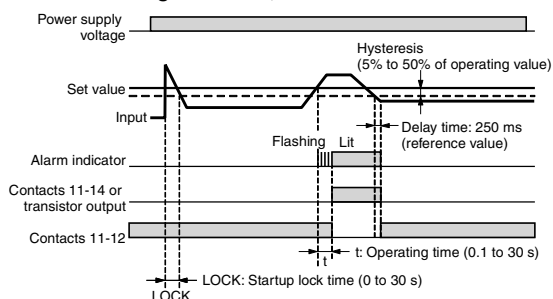 Power supply
voltage
Hysteresis
(5% to 50% of operating value)
Set value
Input
Delay time: 250 ms
(reference value)
Flashing
Lit
Alarm indicator
Contacts 11-14 or
transistor output
Contacts 11-12
t: Operating time (0.1 to 30 s)
t
LOCK: Startup lock time (0 to 30 s)
LOCK